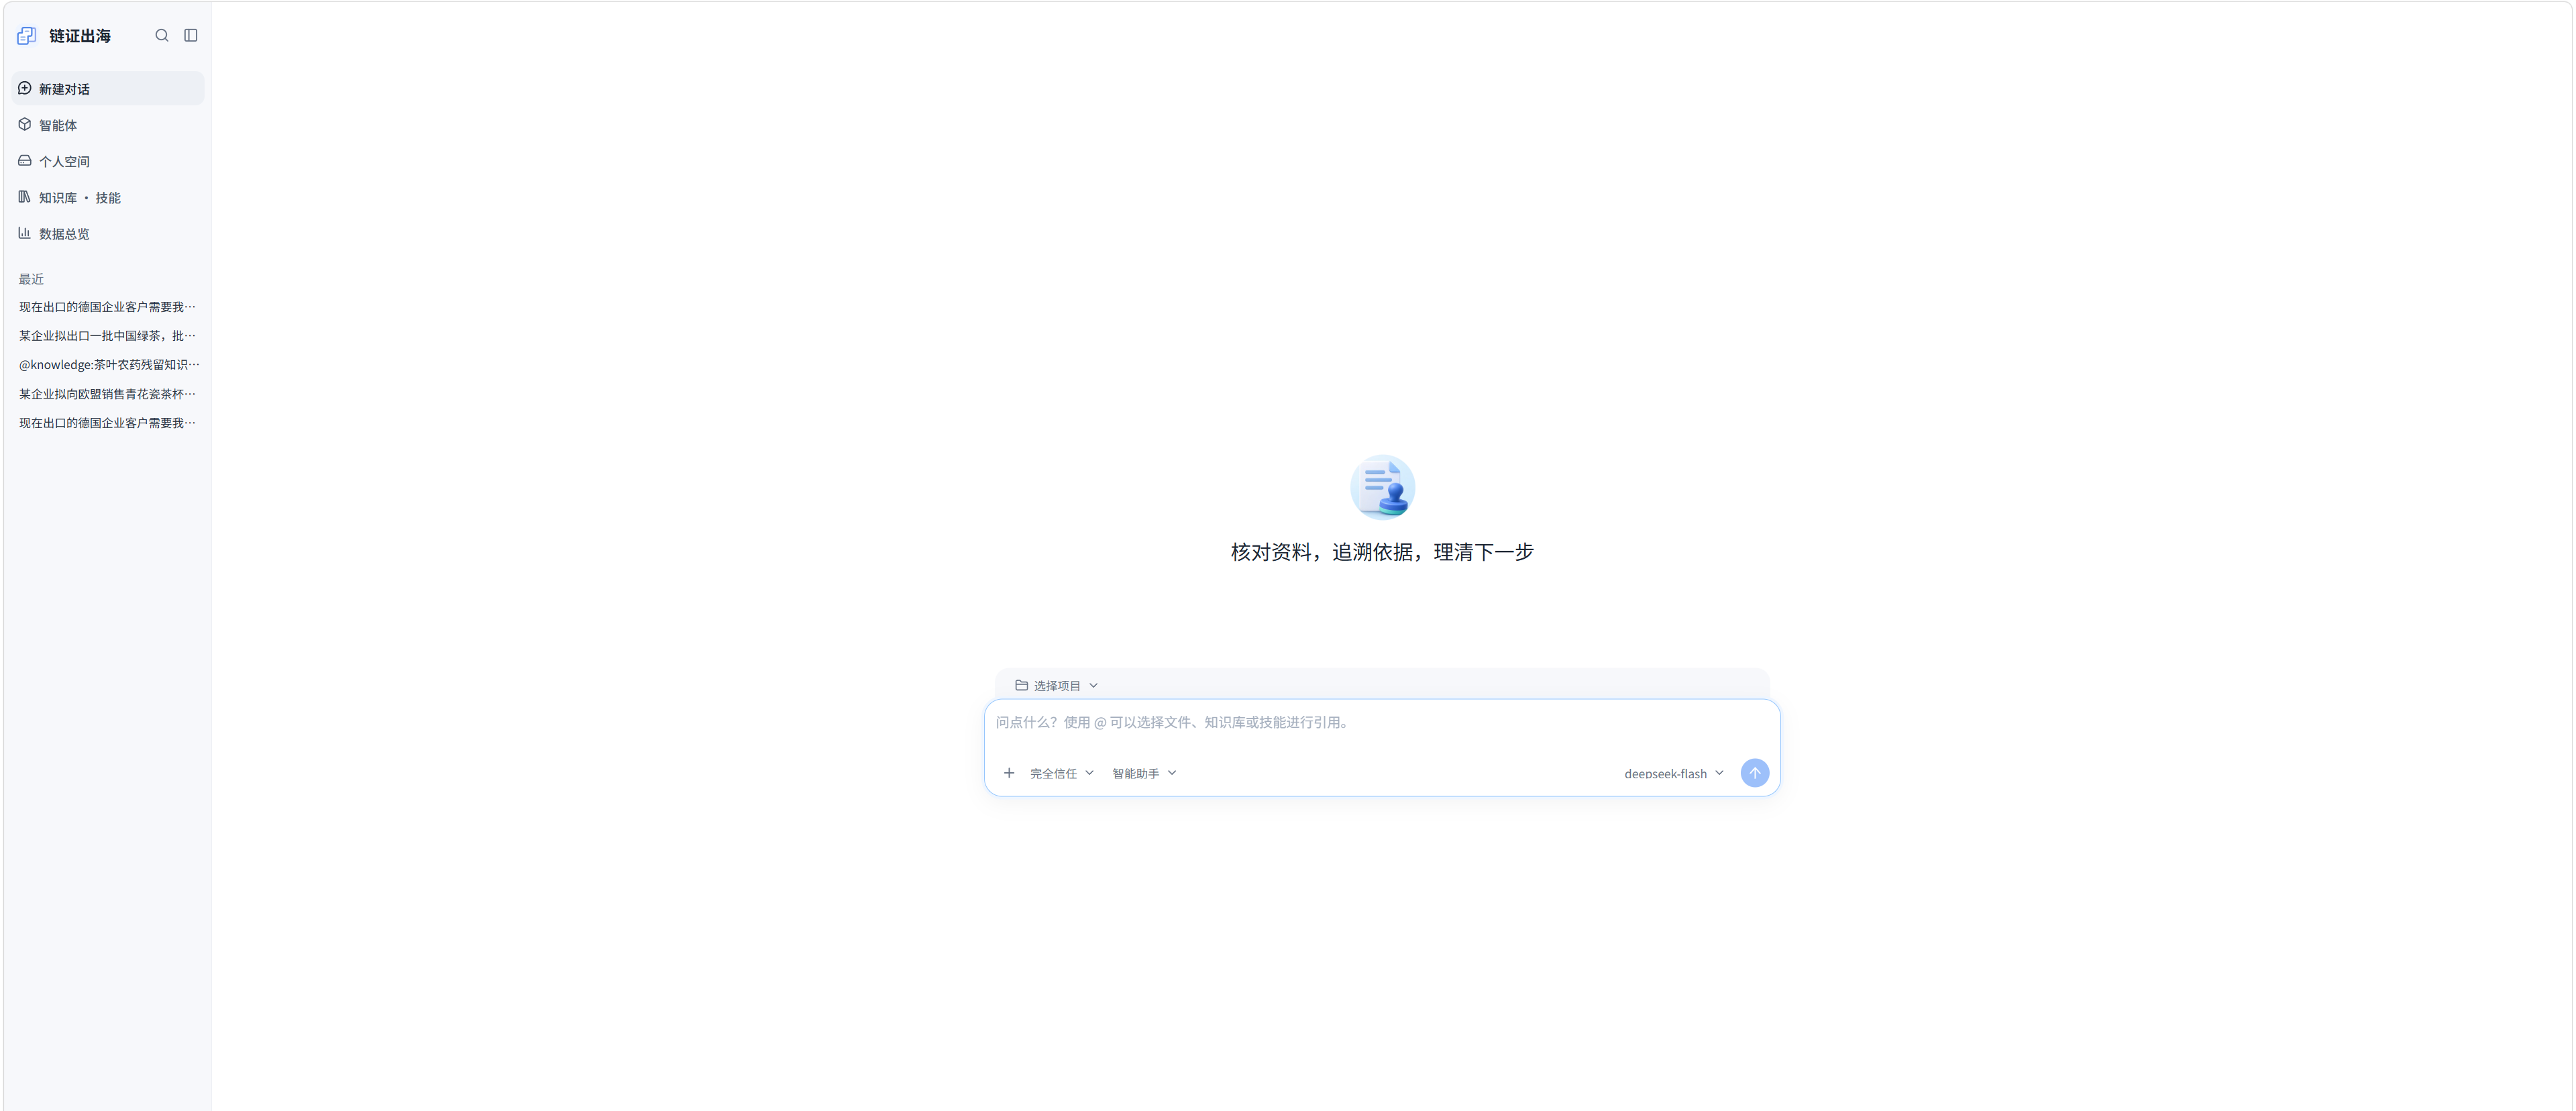 链证出海
新建对话
智能体
个人空间
知识库 • 技能
数据总览
最近
现在出口的德国企业客户需要我…
某企业拟出口一批中国绿茶，批…
@knowledge:茶叶农药残留知识…
某企业拟向欧盟销售青花瓷茶杯…
现在出口的德国企业客户需要我…
核对资料，追溯依据，理清下一步
选择项目
问点什么？使用 @ 可以选择文件、知识库或技能进行引用。
完全信任
智能助手
deepseek-flash